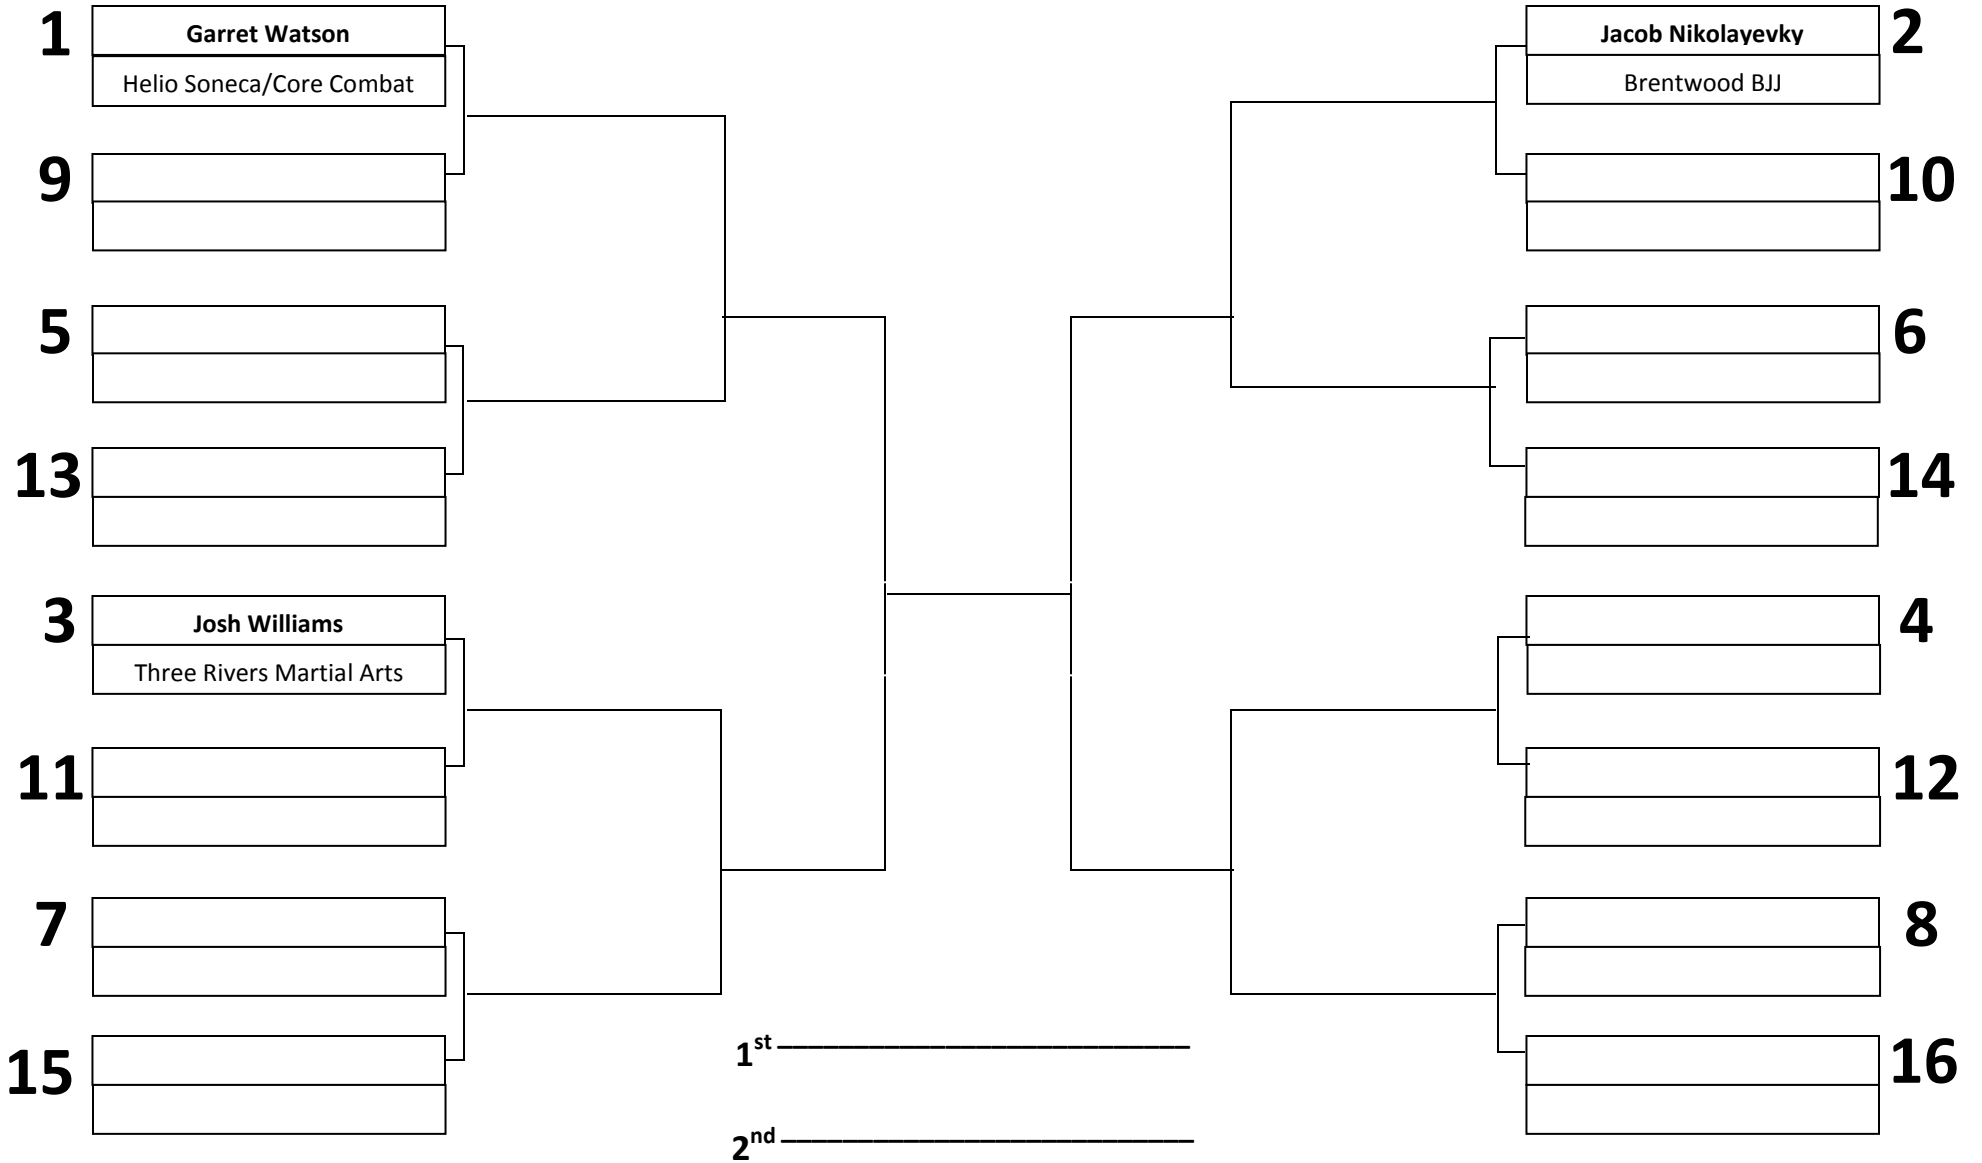 1
Garret Watson
Helio Soneca/Core Combat
9
5
13
3
Josh Williams
Three Rivers Martial Arts
11
7
15
Jacob Nikolayevky
2
Brentwood BJJ
10
6
14
4
12
8
16
1st
2nd